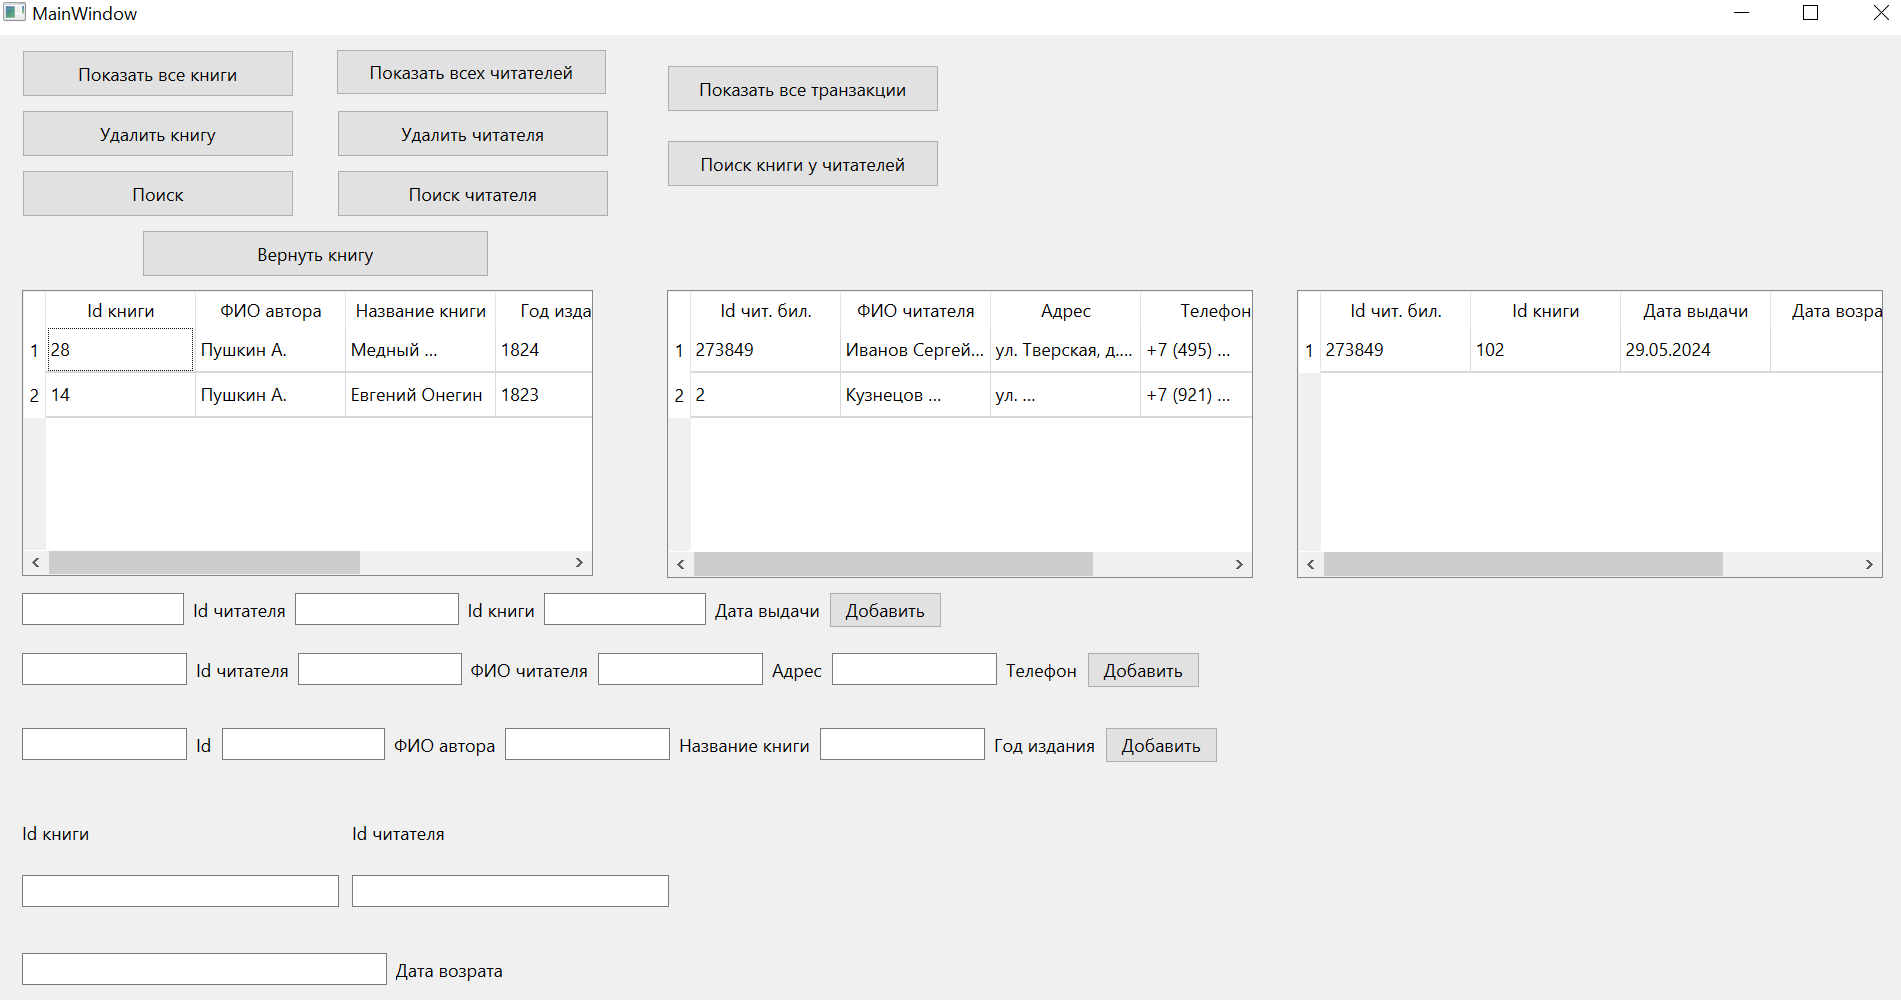 MainWindow
Показать все книги
Показать всех читателей
Показать все транзакции
Удалить книгу
Удалить читателя
Поиск книги у читателей
Поиск
Поиск читателя
Вернуть книгу
Id книги ФИО автора Название книги Год изда
1 28 Пушкин А. Медный ... 1824
2 14 Пушкин А. Евгений Онегин 1823
Id чит. бил. ФИО читателя Адрес Телефон
1 273849 Иванов Сергей... ул. Тверская, д.... +7 (495) ...
2 2 Кузнецов ... ул. ... +7 (921) ...
Id чит. бил. Id книги Дата выдачи Дата возра
1 273849 102 29.05.2024
Id читателя Id книги Дата выдачи Добавить
Id читателя ФИО читателя Адрес Телефон Добавить
Id ФИО автора Название книги Год издания Добавить
Id книги Id читателя
Дата возрата